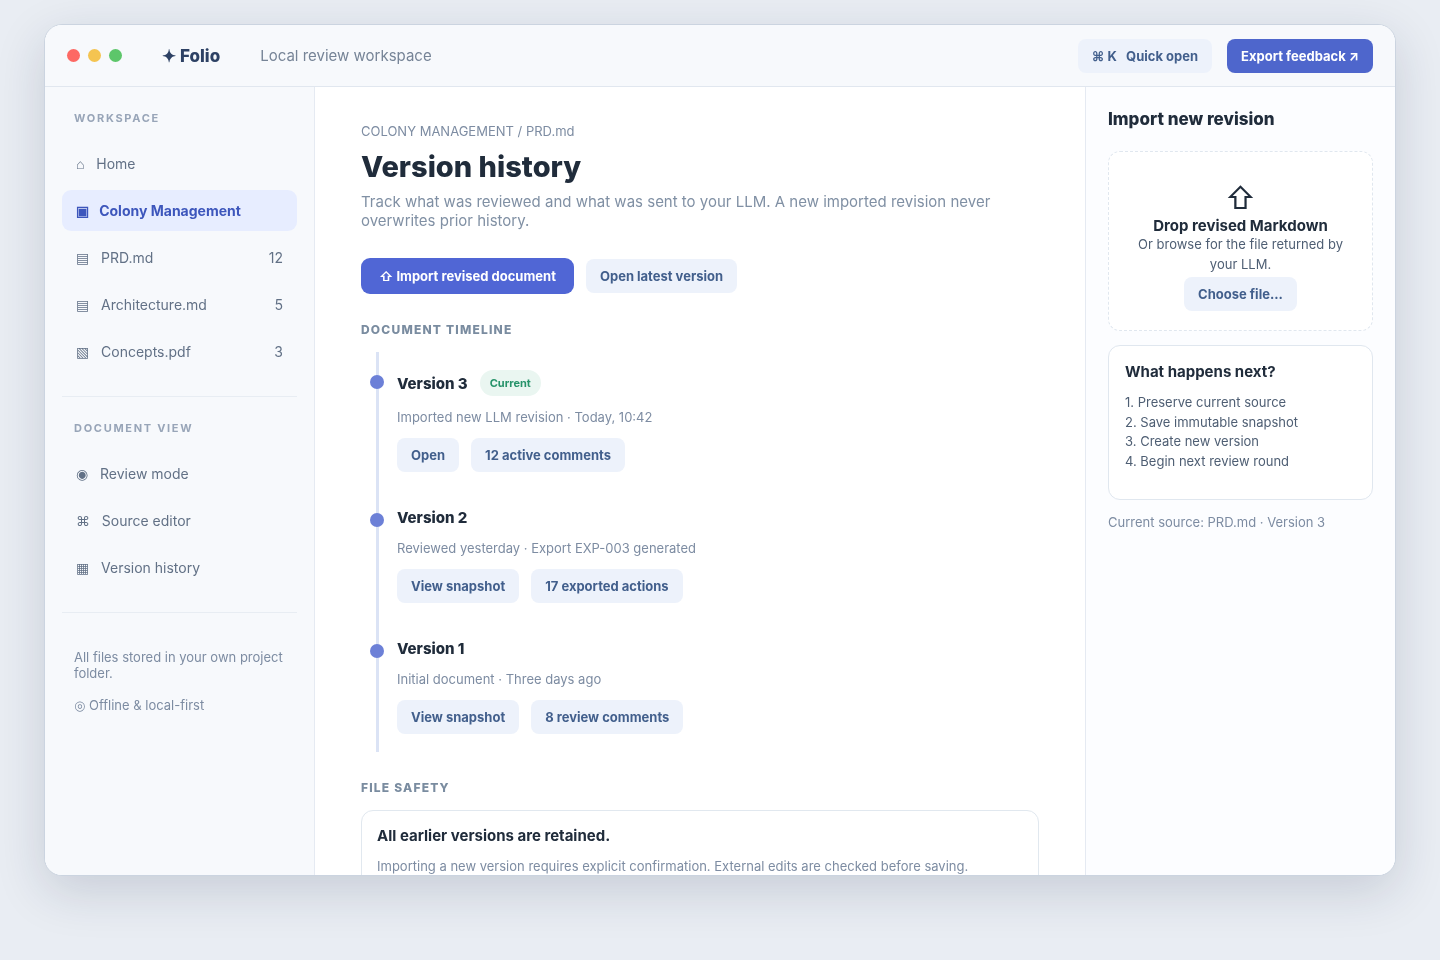 ✦ Folio
Local review workspace
⌘ K Quick open
Export feedback ↗
WORKSPACE
⌂ Home
▣ Colony Management
▤ PRD.md 12
▤ Architecture.md 5
▧ Concepts.pdf 3
DOCUMENT VIEW
◉ Review mode
⌘ Source editor
▦ Version history
All files stored in your own project
folder.
◎ Offline & local-first
COLONY MANAGEMENT / PRD.md
Version history
Track what was reviewed and what was sent to your LLM. A new imported revision never
overwrites prior history.
⇧ Import revised document
Open latest version
DOCUMENT TIMELINE
Version 3 Current
Imported new LLM revision · Today, 10:42
Open
12 active comments
Version 2
Reviewed yesterday · Export EXP-003 generated
View snapshot
17 exported actions
Version 1
Initial document · Three days ago
View snapshot
8 review comments
FILE SAFETY
All earlier versions are retained.
Importing a new version requires explicit confirmation. External edits are checked before saving.
Import new revision
⇧
Drop revised Markdown
Or browse for the file returned by
your LLM.
Choose file…
What happens next?
1. Preserve current source
2. Save immutable snapshot
3. Create new version
4. Begin next review round
Current source: PRD.md · Version 3